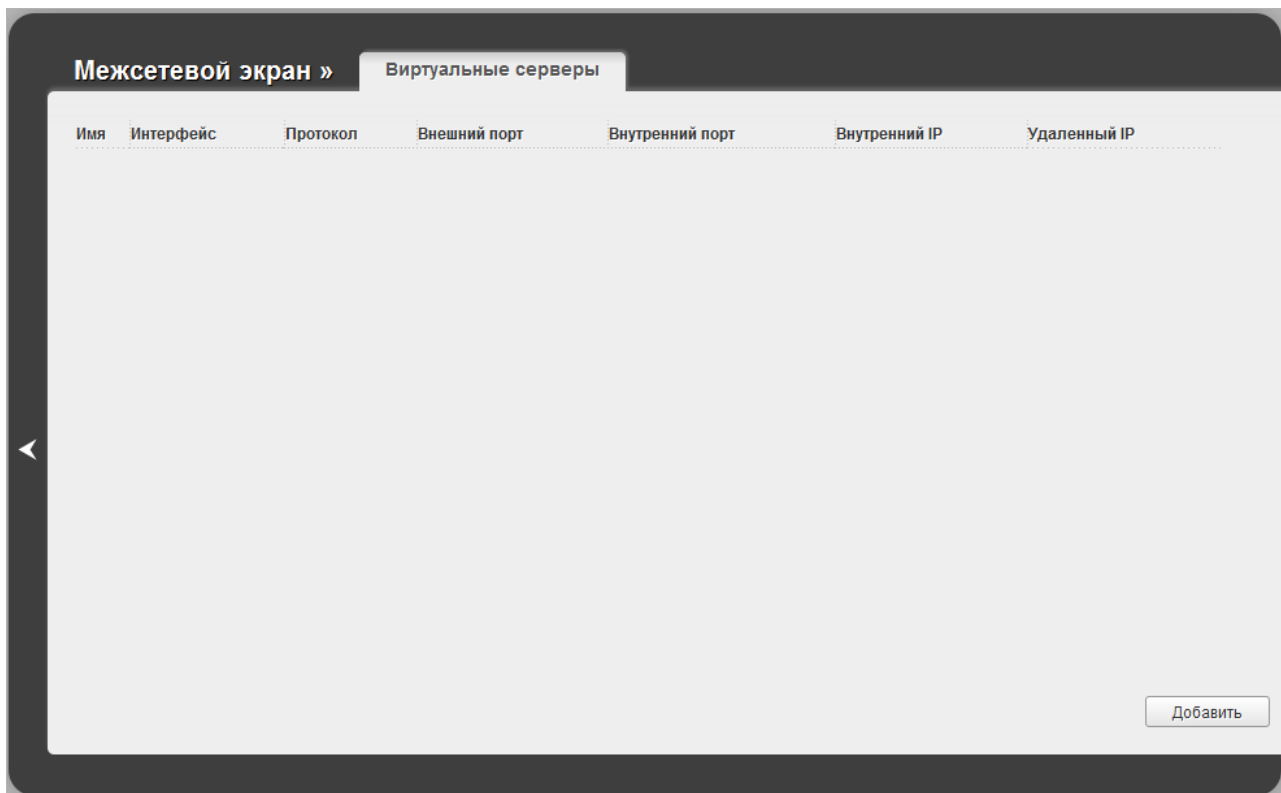 Межсетевой экран » Виртуальные серверы
Имя Интерфейс Протокол Внешний порт Внутренний порт Внутренний IP Удаленный IP
Добавить